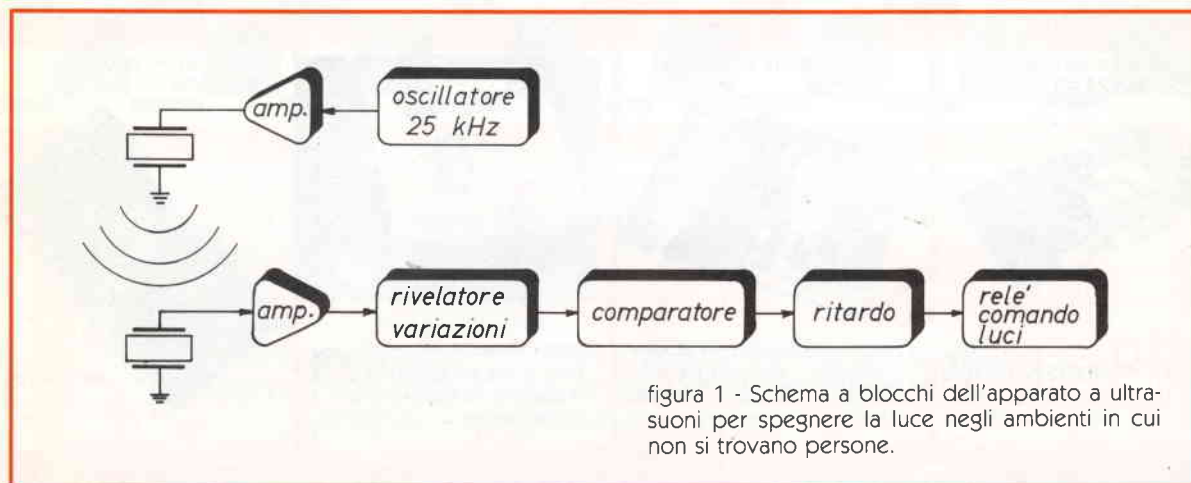 amp.
oscillatore
25 kHz
amp.
rivelatore
variazioni
comparatore
ritardo
rele'
comando
luci
figura 1 - Schema a blocchi dell'apparato a ultra-
suoni per spegnere la luce negli ambienti in cui
non si trovano persone.